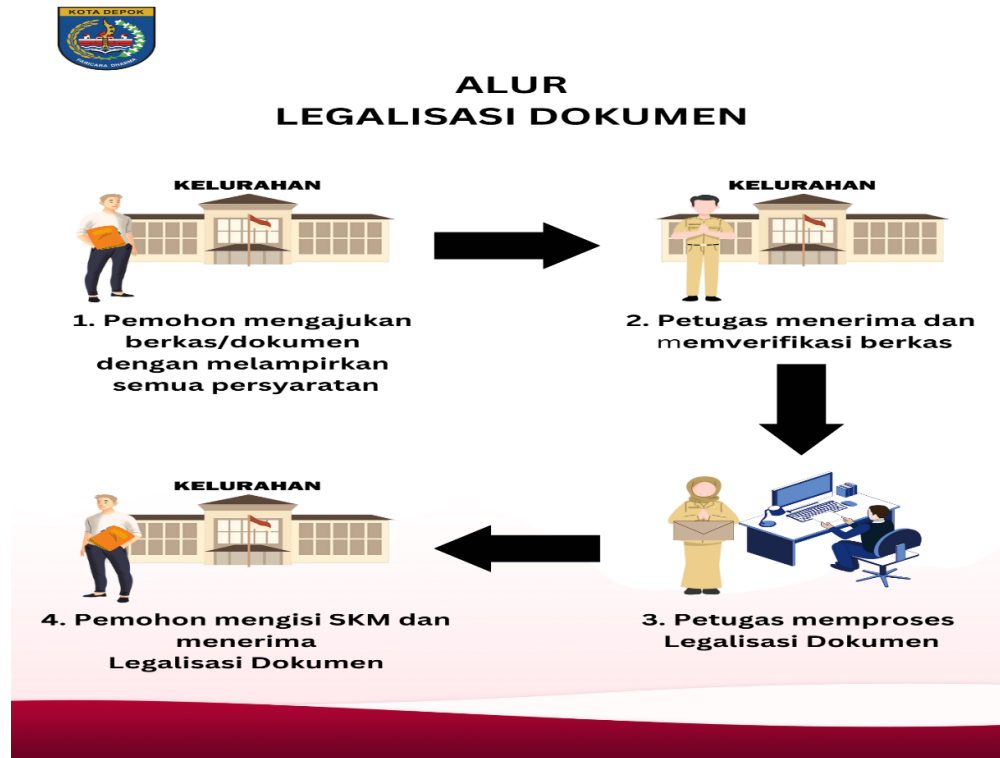 KOTA DEPOK
PARICARA DHARMA
ALUR
LEGALISASI DOKUMEN
KELURAHAN
1. Pemohon mengajukan
berkas/dokumen
dengan melampirkan
semua persyaratan
KELURAHAN
2. Petugas menerima dan
memverifikasi berkas
3. Petugas memproses
Legalisasi Dokumen
KELURAHAN
4. Pemohon mengisi SKM dan
menerima
Legalisasi Dokumen